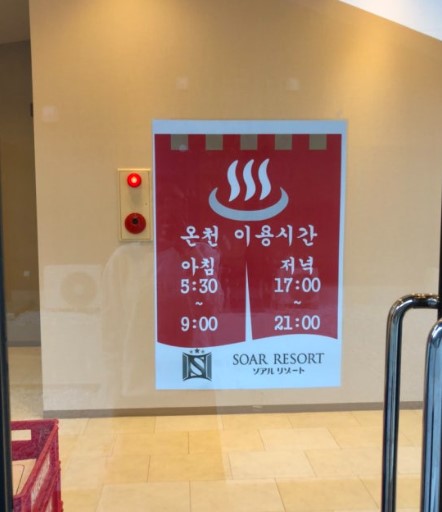 온천 이용시간
아침 저녁
5:30 17:00
~ ~
9:00 21:00
S
SOAR RESORT
ソアル リゾート